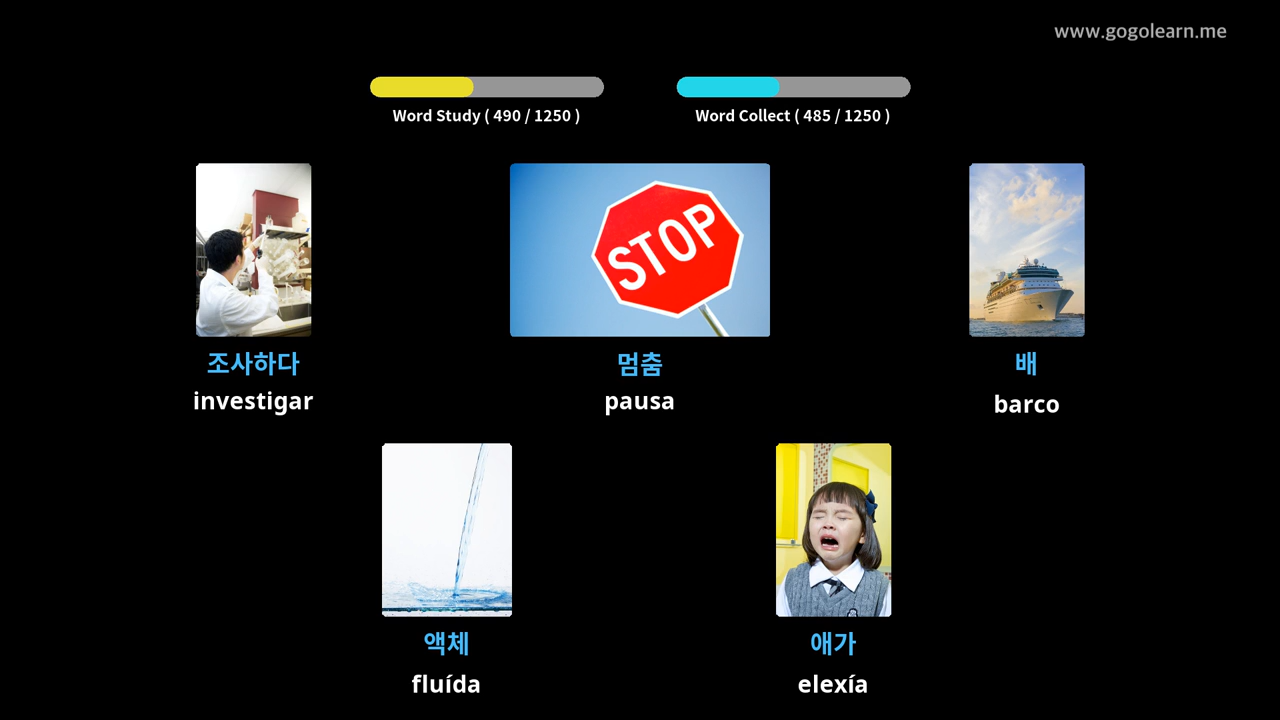 www.gogolearn.me
Word Study ( 490 / 1250 )
Word Collect ( 485 / 1250 )
STOP
조사하다
investigar
멈춤
pausa
배
barco
액체
fluída
애가
elexía